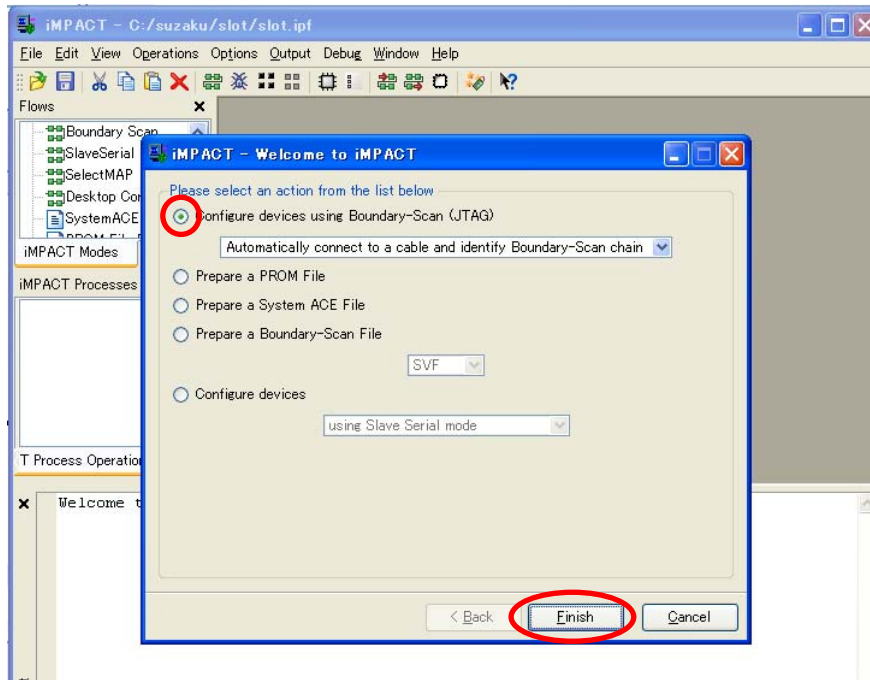 iMPACT - C:/suzaku/slot/slot.ipf
File Edit View Operations Options Output Debug Window Help
Flows
Boundary Scan
SlaveSerial
SelectMAP
Desktop Con
SystemACE
iMPACT Modes
iMPACT Processes
T Process Operation
Welcome t
iMPACT - Welcome to iMPACT
Please select an action from the list below
Configure devices using Boundary-Scan (JTAG)
Automatically connect to a cable and identify Boundary-Scan chain
Prepare a PROM File
Prepare a System ACE File
Prepare a Boundary-Scan File
SVF
Configure devices
using Slave Serial mode
< Back Finish Cancel